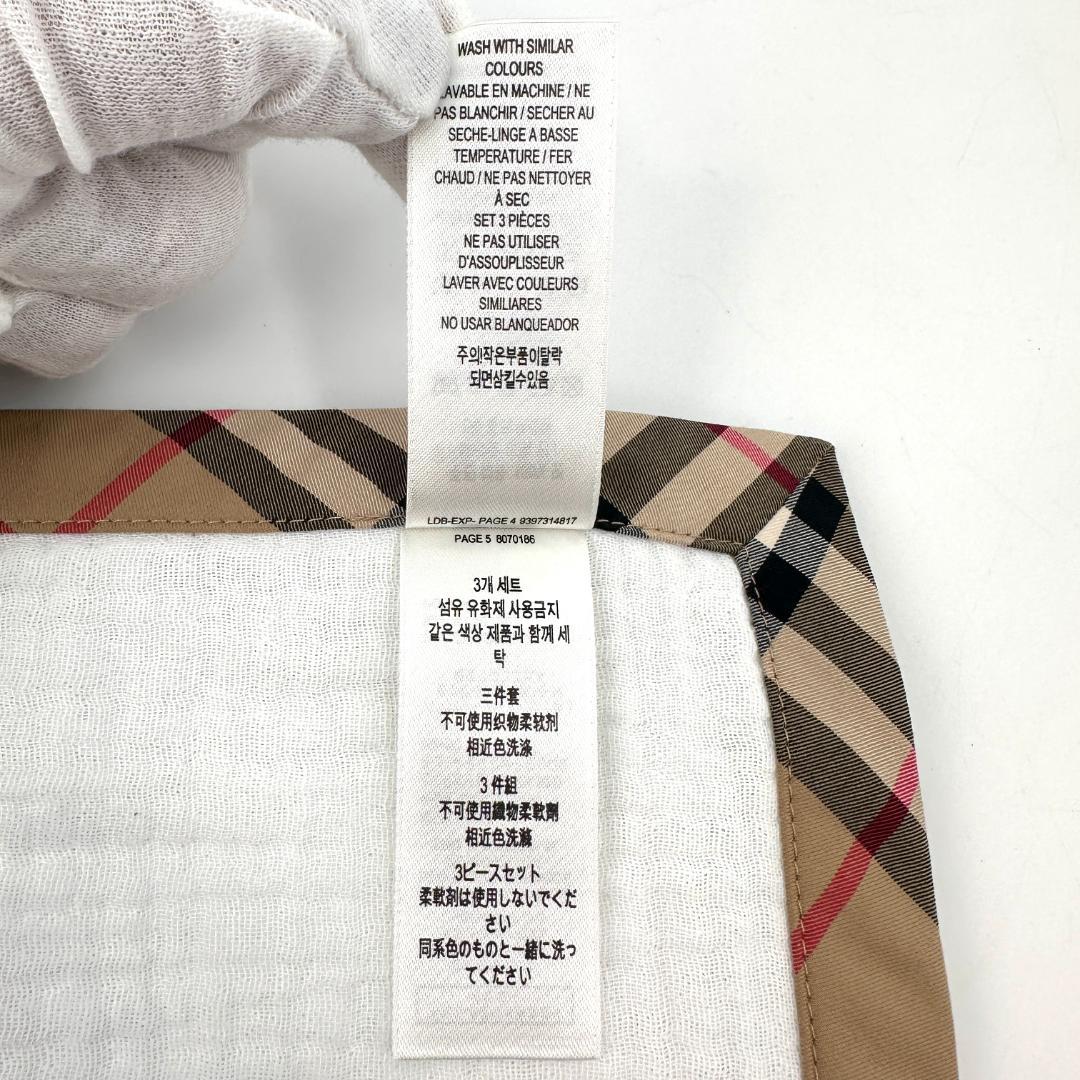 WASH WITH SIMILAR
COLOURS
LAVABLE EN MACHINE / NE
PAS BLANCHIR / SECHER AU
SECHE-LINGE A BASSE
TEMPERATURE / FER
CHAUD / NE PAS NETTOYER
À SEC
SET 3 PIÈCES
NE PAS UTILISER
D'ASSOUPLISSEUR
LAVER AVEC COULEURS
SIMILIARES
NO USAR BLANQUEADOR
주의!작은부품이탈락
되면삼킬수있음
LDB-EXP- PAGE 4 9397314817
PAGE 5 8070186
3개 세트
섬유 유화제 사용금지
같은 색상 제품과 함께 세
탁
三件套
不可使用织物柔软剂
相近色洗涤
3 件組
不可使用織物柔軟劑
相近色洗滌
3ピースセット
柔軟剤は使用しないでくだ
さい
同系色のものと一緒に洗っ
てください